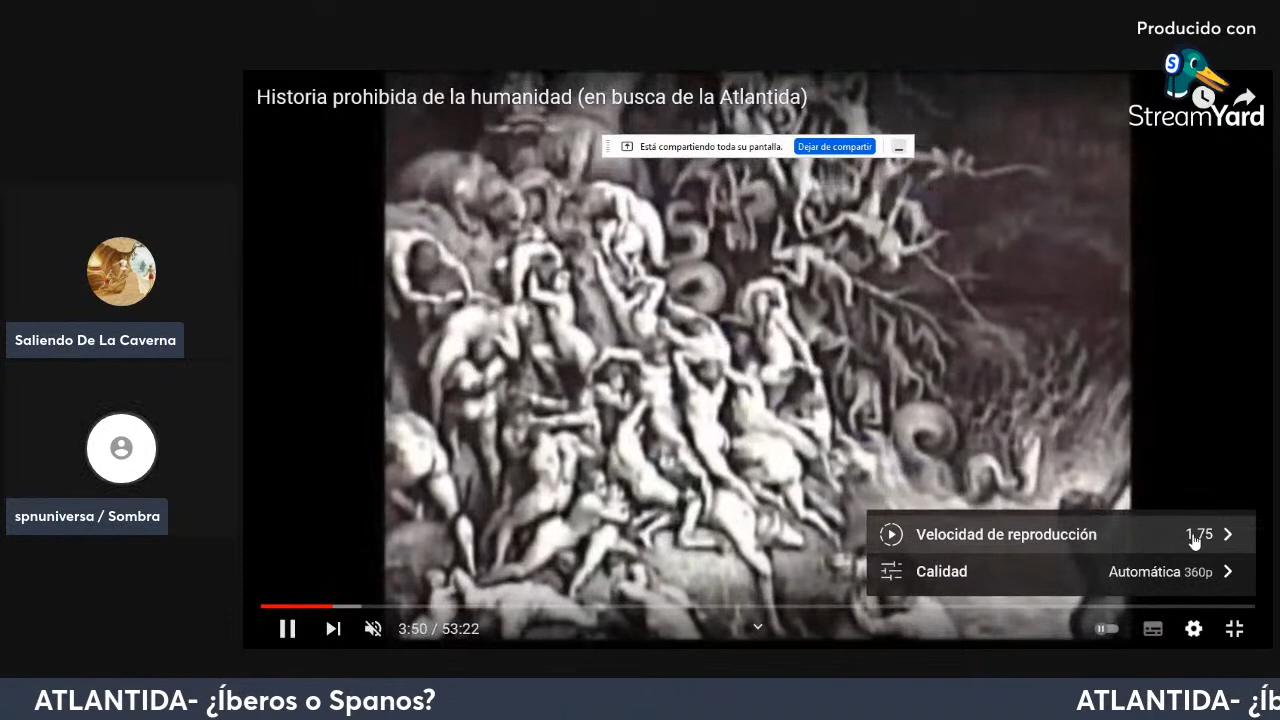 Producido con
StreamYard
Historia prohibida de la humanidad (en busca de la Atlantida)
Está compartiendo toda su pantalla.
Dejar de compartir
Saliendo De La Caverna
spnuniversa / Sombra
Velocidad de reproducción 1.75
Calidad Automática 360p
3:50 / 53:22
ATLANTIDA- ¿Íberos o Spanos? ATLANTIDA- ¿Íb